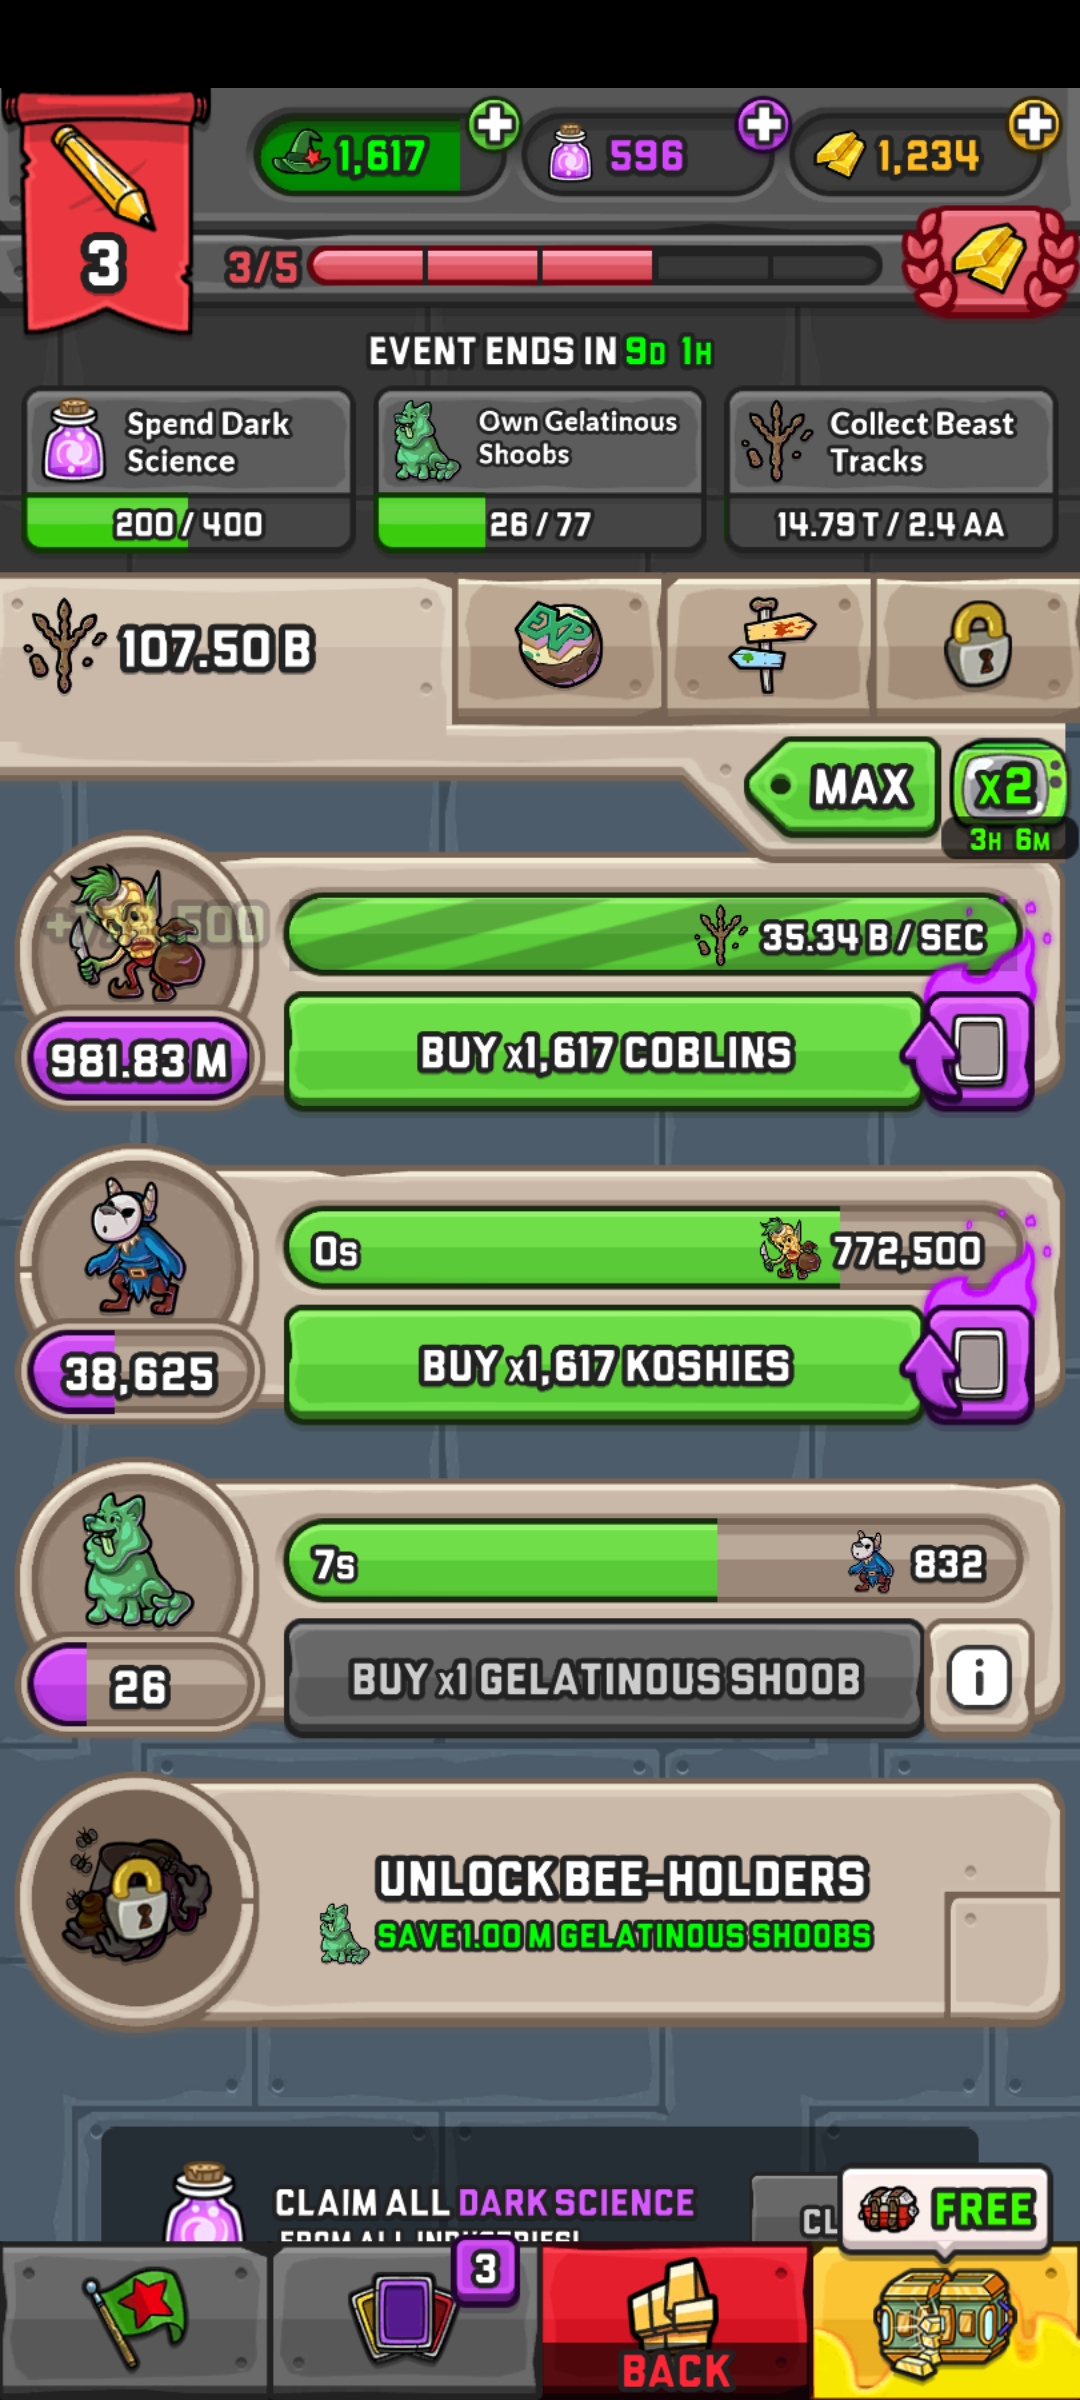 1,617
596
1,234
3
3/5
EVENT ENDS IN 9D 1H
Spend Dark
Science
200 / 400
Own Gelatinous
Shoobs
26 / 77
Collect Beast
Tracks
14.79 T / 2.4 AA
107.50 B
EXP
MAX
x2
3H 6M
35.34 B / SEC
981.83 M
BUY x1,617 COBLINS
0s
772,500
38,625
BUY x1,617 KOSHIES
7s
832
26
BUY x1 GELATINOUS SHOOB
i
UNLOCK BEE-HOLDERS
SAVE 1.00 M GELATINOUS SHOOBS
CLAIM ALL DARK SCIENCE
FROM ALL INDUSTRIES!
CL
FREE
3
BACK